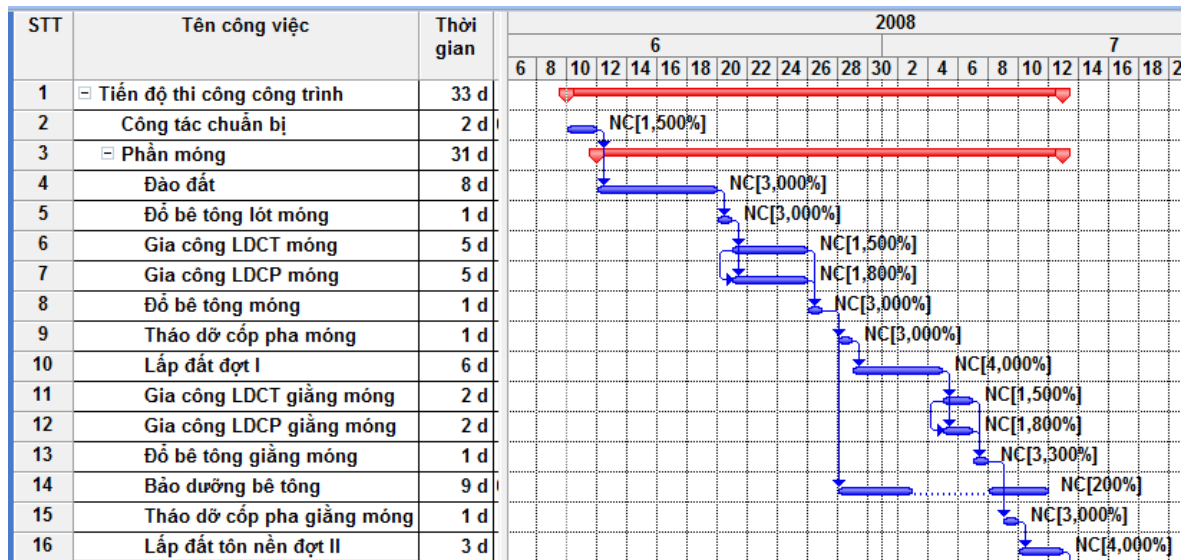 STT Tên công việc Thời gian 2008
6 7
6 8 10 12 14 16 18 20 22 24 26 28 30 2 4 6 8 10 12 14 16 18 2
1 Tiến độ thi công công trình 33 d
2 Công tác chuẩn bị 2 d NC[1,500%]
3 Phần móng 31 d
4 Đào đất 8 d NC[3,000%]
5 Đổ bê tông lót móng 1 d NC[3,000%]
6 Gia công LDCT móng 5 d NC[1,500%]
7 Gia công LDCP móng 5 d NC[1,800%]
8 Đổ bê tông móng 1 d NC[3,000%]
9 Tháo dỡ cốp pha móng 1 d NC[3,000%]
10 Lấp đất đợt I 6 d NC[4,000%]
11 Gia công LDCT giằng móng 2 d NC[1,500%]
12 Gia công LDCP giằng móng 2 d NC[1,800%]
13 Đổ bê tông giằng móng 1 d NC[3,300%]
14 Bảo dưỡng bê tông 9 d NC[200%]
15 Tháo dỡ cốp pha giằng móng 1 d NC[3,000%]
16 Lấp đất tôn nền đợt II 3 d NC[4,000%]